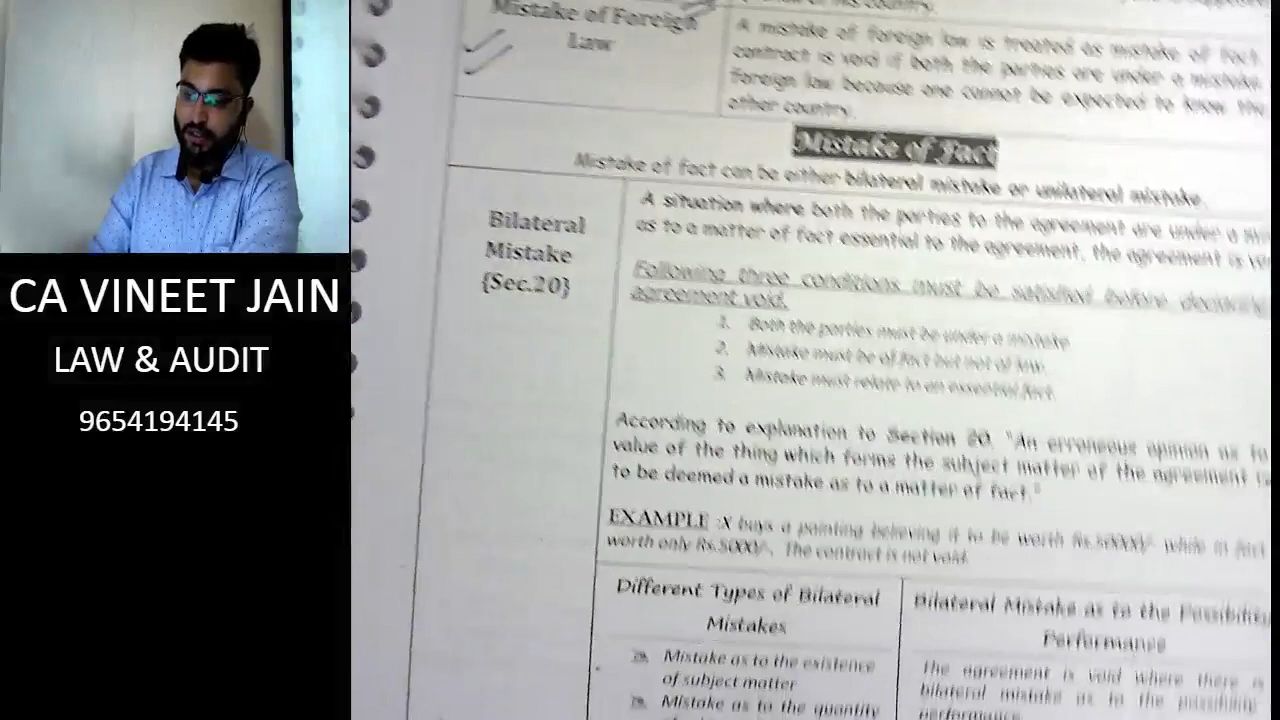 CA VINEET JAIN
LAW & AUDIT
9654194145
Mistake of Foreign
Law
A mistake of foreign law is treated as mistake of fact.
contract is void if both the parties are under a mistake
foreign law because one cannot be expected to know the
other country.
Mistake of Fact
Mistake of fact can be either bilateral mistake or unilateral mistake.
Bilateral
Mistake
{Sec.20}
A situation where both the parties to the agreement are under a
as to a matter of fact essential to the agreement, the agreement is
Following three conditions must be satisfied before declaring
agreement void.
1. Both the parties must be under a mistake
2. Mistake must be of fact but not of law.
3. Mistake must relate to an essential fact.
According to explanation to Section 20, "An erroneous opinion as to
value of the thing which forms the subject matter of the agreement
to be deemed a mistake as to a matter of fact."
EXAMPLE :X buys a painting believing it to be worth Rs.50000/- while in fact
worth only Rs.5000/-. The contract is not void.
Different Types of Bilateral
Mistakes
Mistake as to the existence
of subject matter
Mistake as to the quantity
Bilateral Mistake as to the Possibility
Performance
The agreement is void where there is
bilateral mistake as to the possibility
performance.